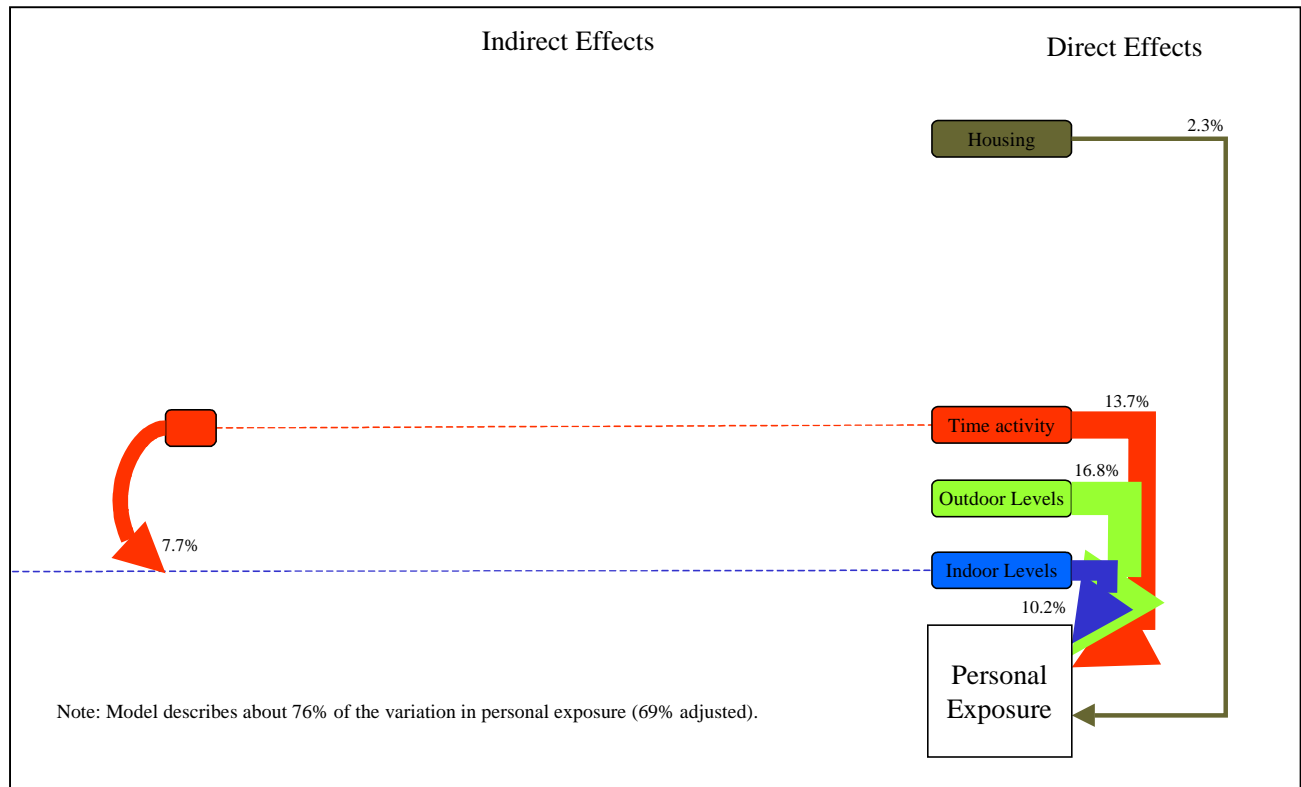 Indirect Effects
Direct Effects
2.3%
Housing
13.7%
Time activity
16.8%
Outdoor Levels
7.7%
Indoor Levels
10.2%
Personal
Exposure
Note: Model describes about 76% of the variation in personal exposure (69% adjusted).